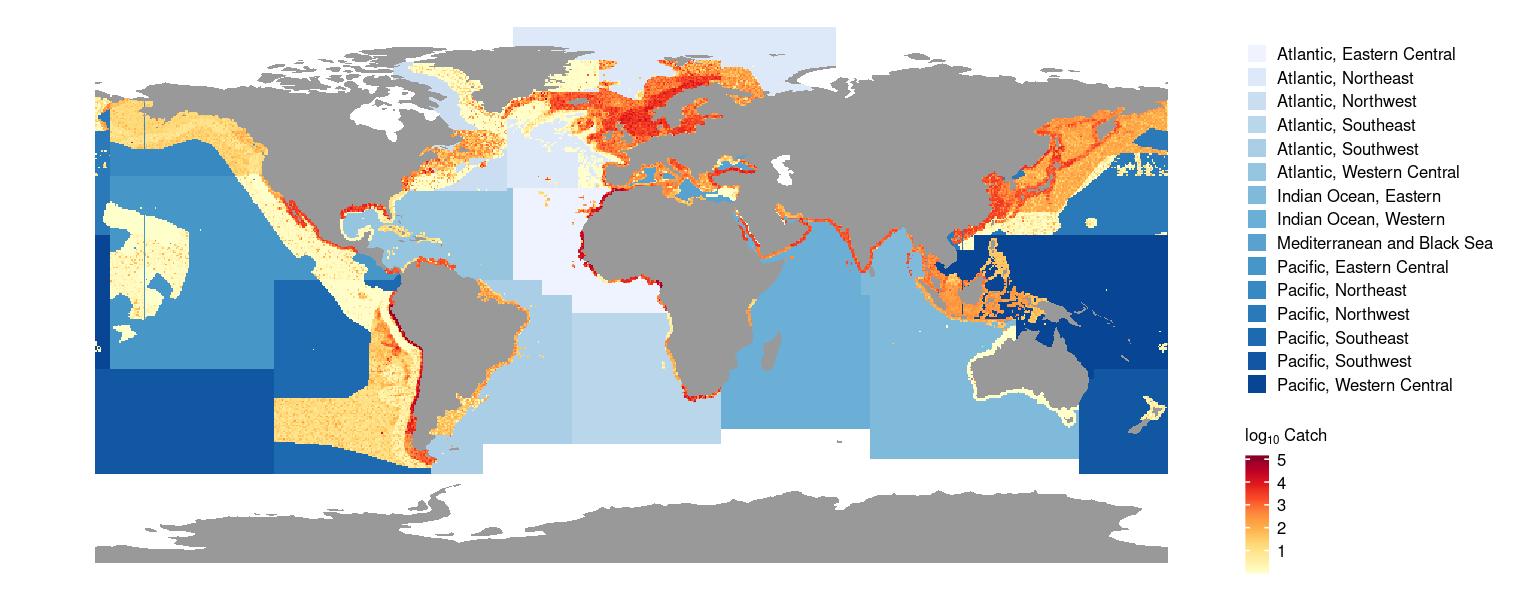 Atlantic, Eastern Central
Atlantic, Northeast
Atlantic, Northwest
Atlantic, Southeast
Atlantic, Southwest
Atlantic, Western Central
Indian Ocean, Eastern
Indian Ocean, Western
Mediterranean and Black Sea
Pacific, Eastern Central
Pacific, Northeast
Pacific, Northwest
Pacific, Southeast
Pacific, Southwest
Pacific, Western Central
log₁₀ Catch
5
4
3
2
1